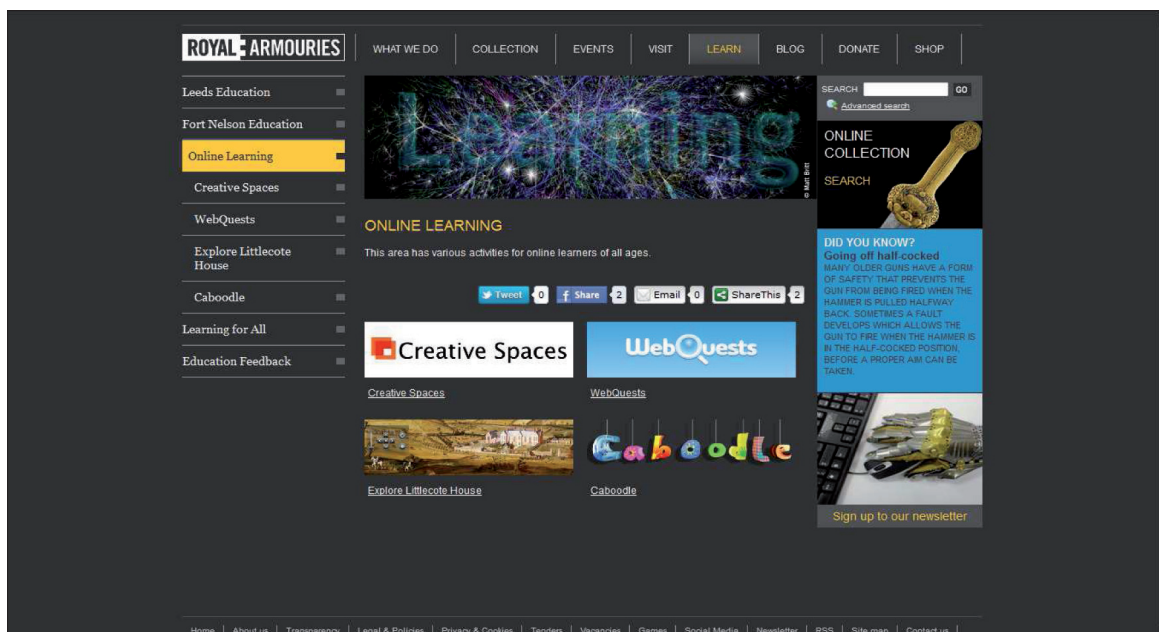 ROYAL ARMOURIES
WHAT WE DO
COLLECTION
EVENTS
VISIT
LEARN
BLOG
DONATE
SHOP
Leeds Education
Fort Nelson Education
Online Learning
Creative Spaces
WebQuests
Explore Littlecote
House
Caboodle
Learning for All
Education Feedback
Learning
© Matt Britt
ONLINE LEARNING
This area has various activities for online learners of all ages.
Tweet 0
Share 2
Email 0
ShareThis 2
Creative Spaces
WebQuests
Creative Spaces
WebQuests
Caboodle
Explore Littlecote House
Caboodle
SEARCH GO
Advanced search
ONLINE
COLLECTION
SEARCH
DID YOU KNOW?
Going off half-cocked
MANY OLDER GUNS HAVE A FORM
OF SAFETY THAT PREVENTS THE
GUN FROM BEING FIRED WHEN THE
HAMMER IS PULLED HALFWAY
BACK. SOMETIMES A FAULT
DEVELOPS WHICH ALLOWS THE
GUN TO FIRE WHEN THE HAMMER IS
IN THE HALF-COCKED POSITION,
BEFORE A PROPER AIM CAN BE
TAKEN.
Sign up to our newsletter
Home | About us | Transparency | Legal & Policies | Privacy & Cookies | Tenders | Vacancies | Games | Social Media | Newsletter | RSS | Site map | Contact us |